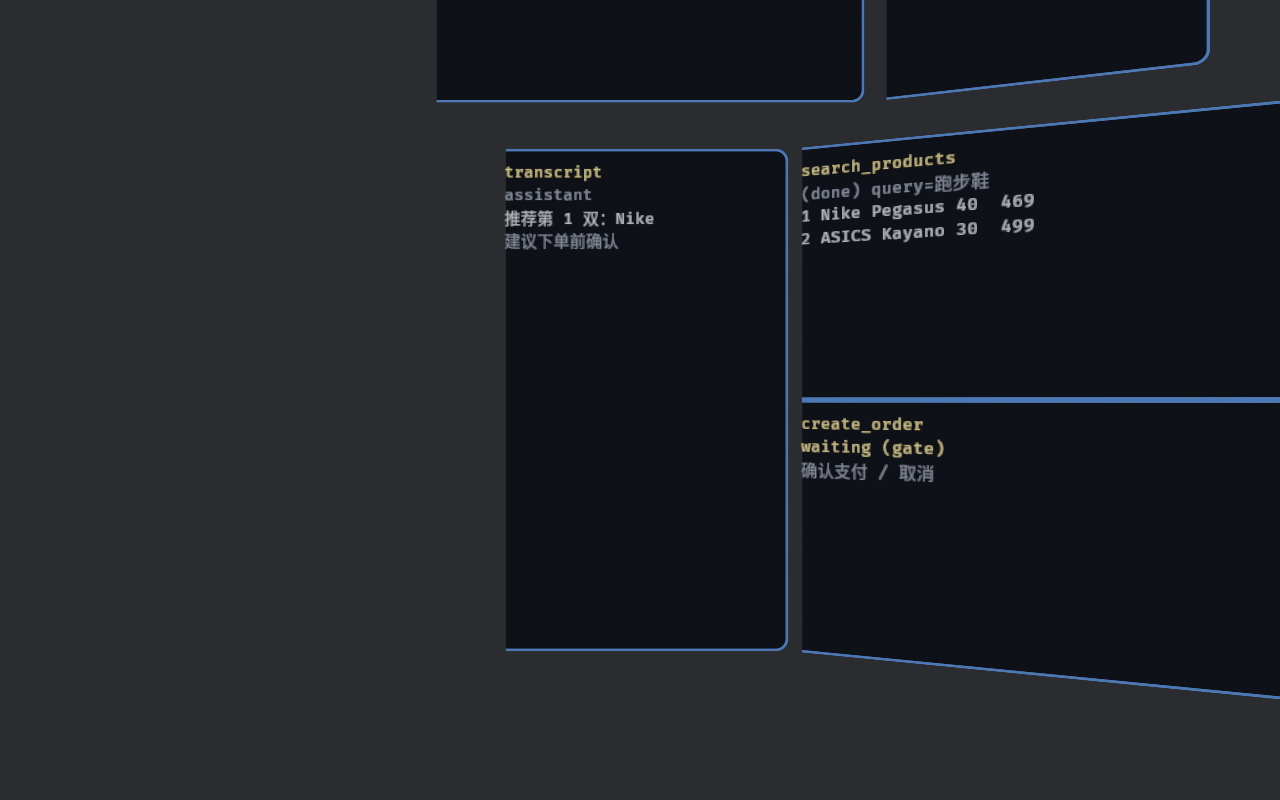 transcript
assistant
推荐第 1 双: Nike
建议下单前确认
search_products
(done) query=跑步鞋
1 Nike Pegasus 40  469
2 ASICS Kayano 30  499
create_order
waiting (gate)
确认支付 / 取消